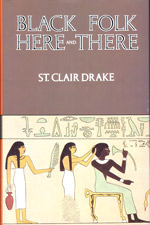 BLACK FOLK
HERE AND THERE
ST. CLAIR DRAKE